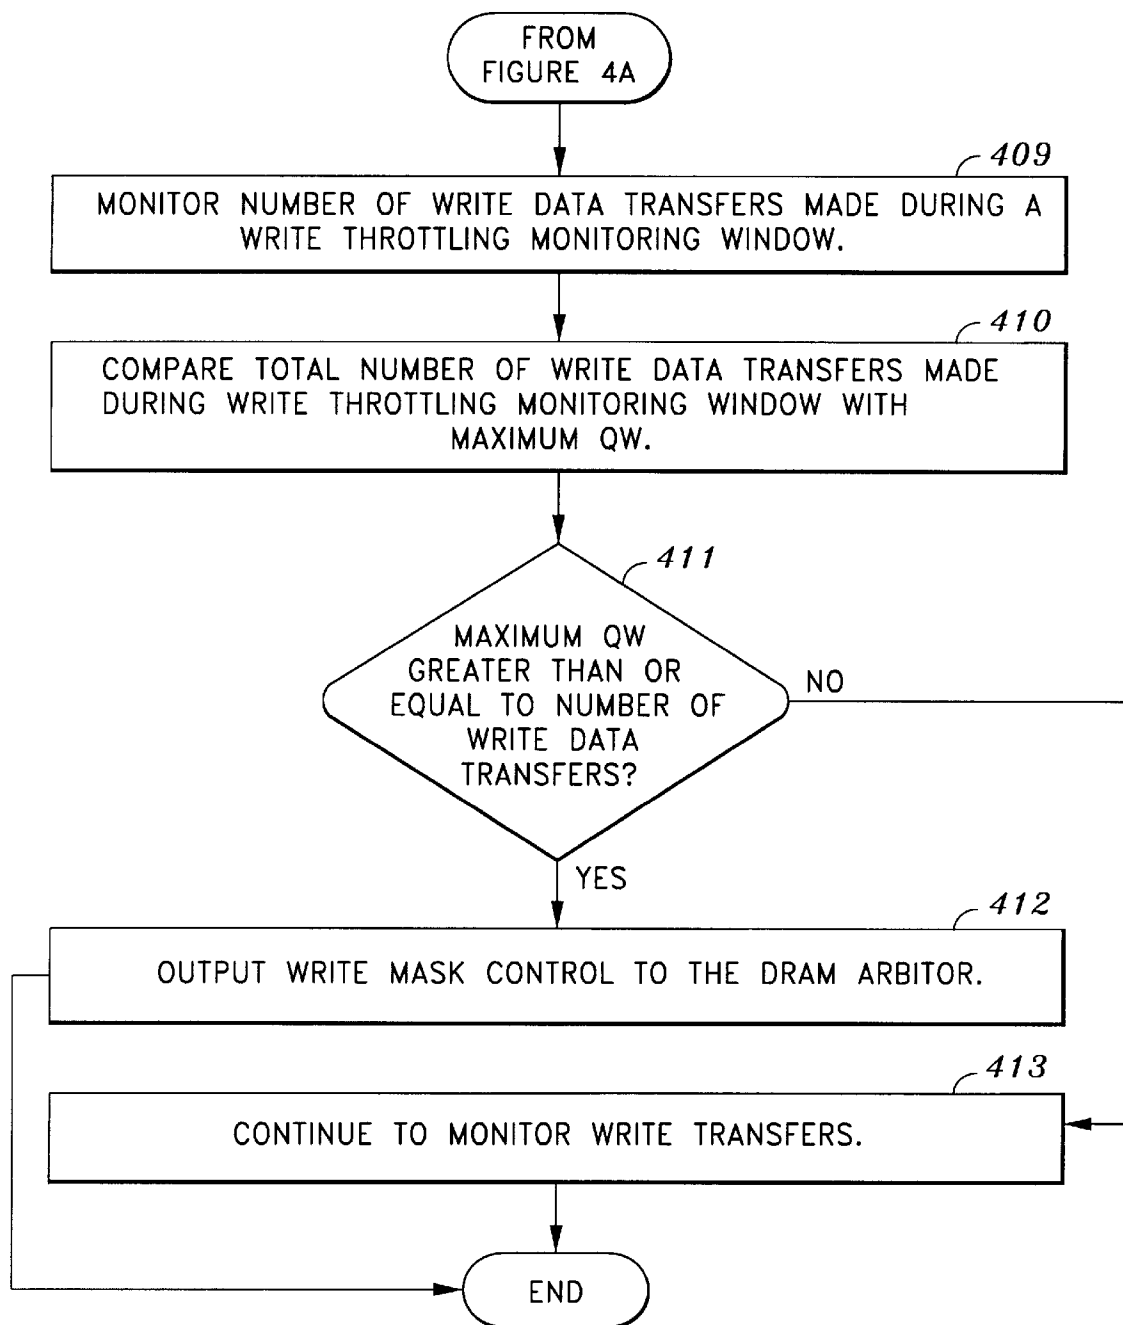 FROM
FIGURE 4A
409
MONITOR NUMBER OF WRITE DATA TRANSFERS MADE DURING A
WRITE THROTTLING MONITORING WINDOW.
410
COMPARE TOTAL NUMBER OF WRITE DATA TRANSFERS MADE
DURING WRITE THROTTLING MONITORING WINDOW WITH
MAXIMUM QW.
411
MAXIMUM QW
GREATER THAN OR
EQUAL TO NUMBER OF
WRITE DATA
TRANSFERS?
NO
YES
412
OUTPUT WRITE MASK CONTROL TO THE DRAM ARBITOR.
413
CONTINUE TO MONITOR WRITE TRANSFERS.
END